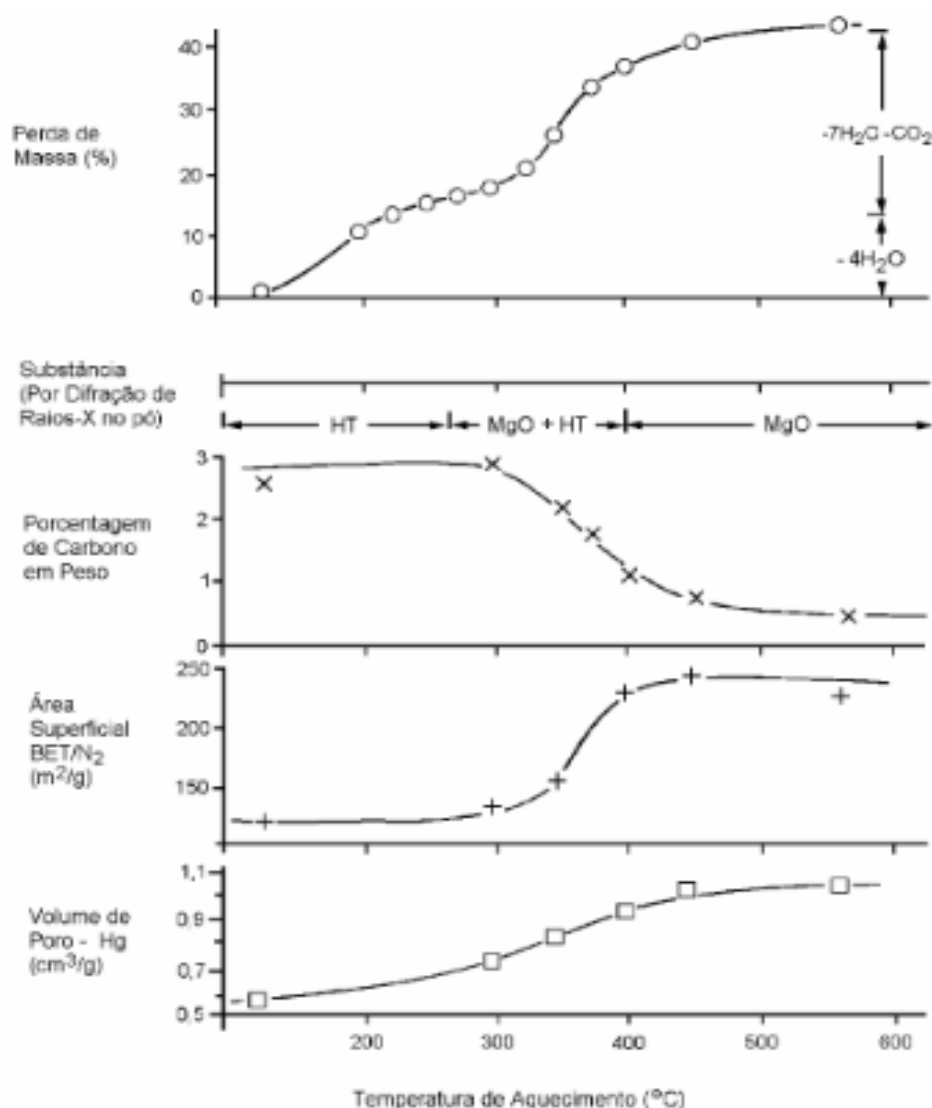 40
30
20
10
0
Perda de
Massa (%)
-7H2O -CO2
- 4H2O
Substância
(Por Difração de
Raios-X no pó)
HT
MgO + HT
MgO
3
2
1
0
Porcentagem
de Carbono
em Peso
250
200
150
Área
Superficial
BET/N2
(m2/g)
1,1
0,9
0,7
0,5
Volume de
Poro - Hg
(cm3/g)
200 300 400 500 600
Temperatura de Aquecimento (ºC)